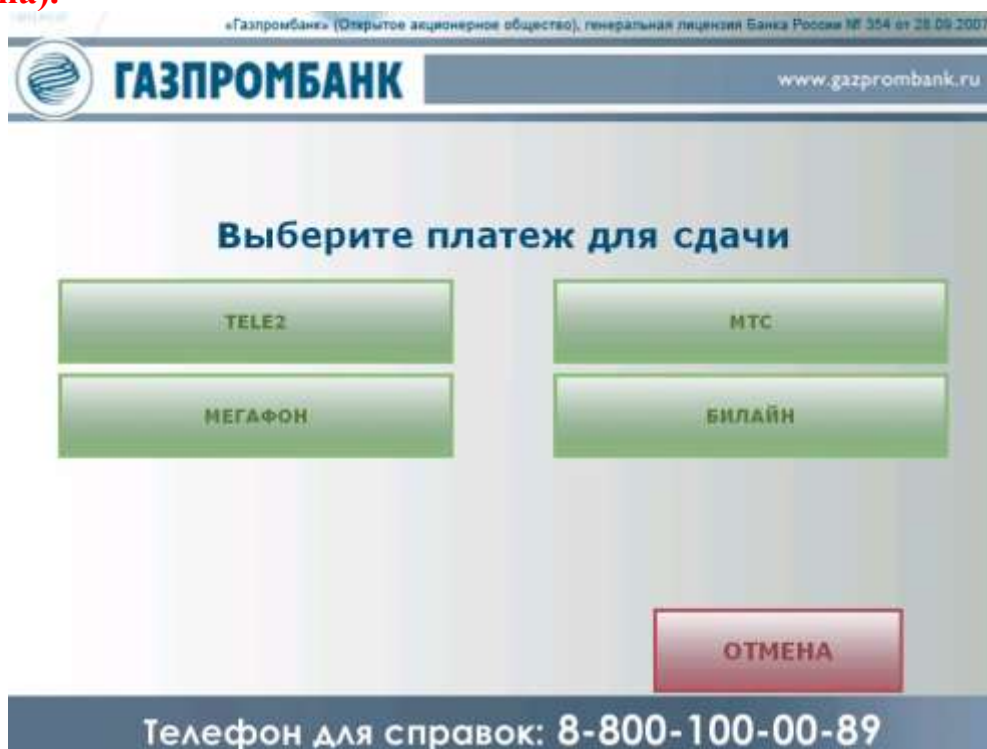 на).
«Газпромбанк» (Открытое акционерное общество), генеральная лицензия Банка России № 354 от 28.09.2007
ГАЗПРОМБАНК
www.gazprombank.ru
Выберите платеж для сдачи
TELE2
МТС
МЕГАФОН
БИЛАЙН
ОТМЕНА
Телефон для справок: 8-800-100-00-89